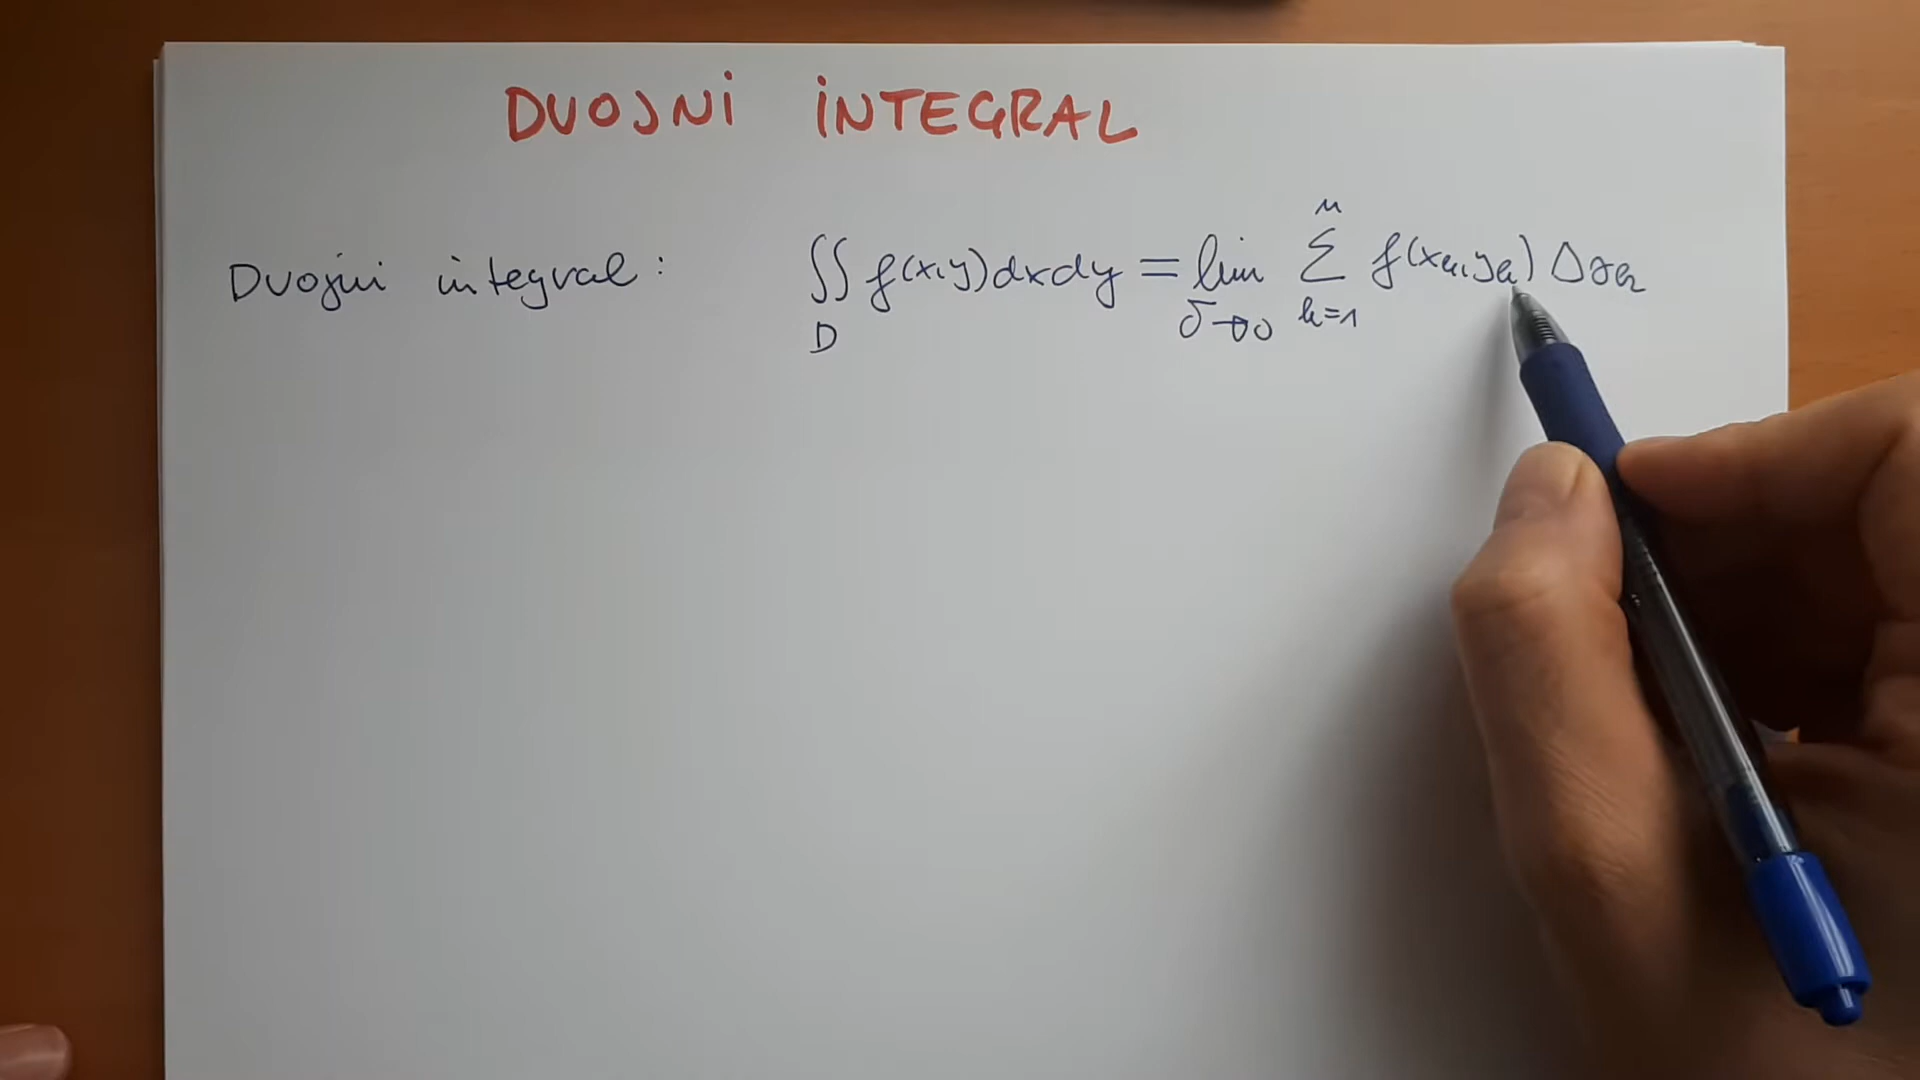 DVOJNI INTEGRAL
Dvojni integral : ∬_D f(x,y)dxdy = lim_{δ→0} Σ_{k=1}^{n} f(x_k,y_k) Δσ_k